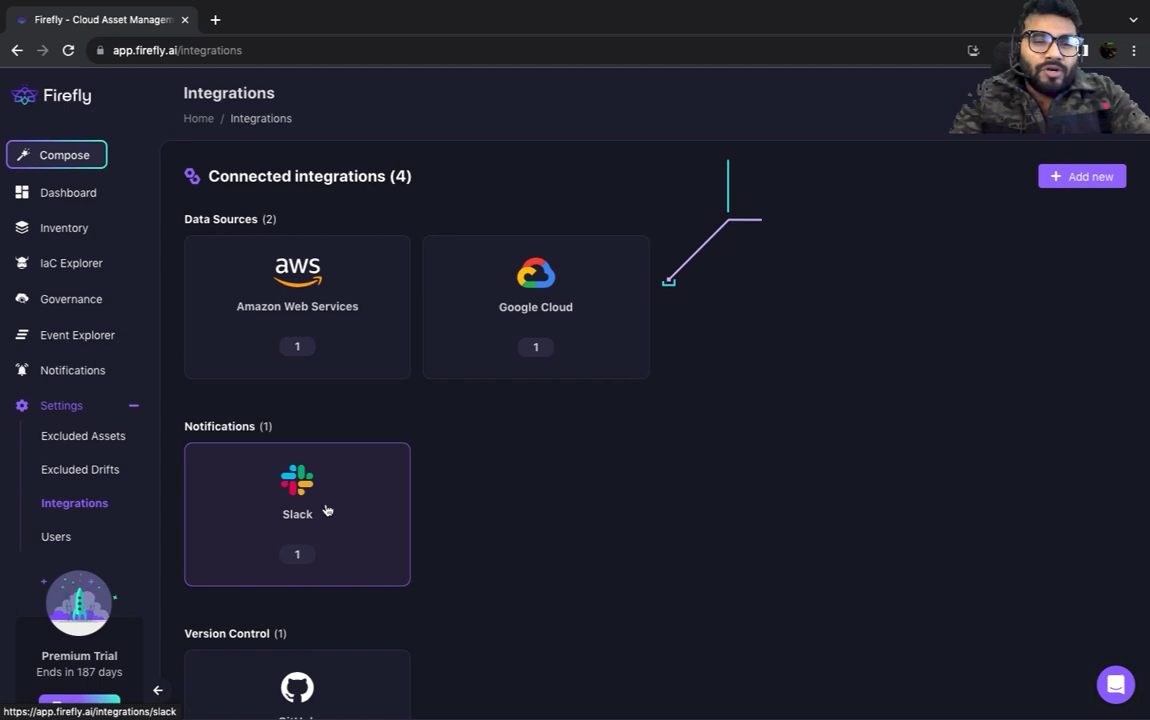 Firefly - Cloud Asset Managem
app.firefly.ai/integrations
Firefly
Compose
Dashboard
Inventory
IaC Explorer
Governance
Event Explorer
Notifications
Settings
Excluded Assets
Excluded Drifts
Integrations
Users
Premium Trial
Ends in 187 days
https://app.firefly.ai/integrations/slack
Integrations
Home / Integrations
Connected integrations (4)
Add new
Data Sources (2)
aws
Amazon Web Services
1
Google Cloud
1
Notifications (1)
Slack
1
Version Control (1)